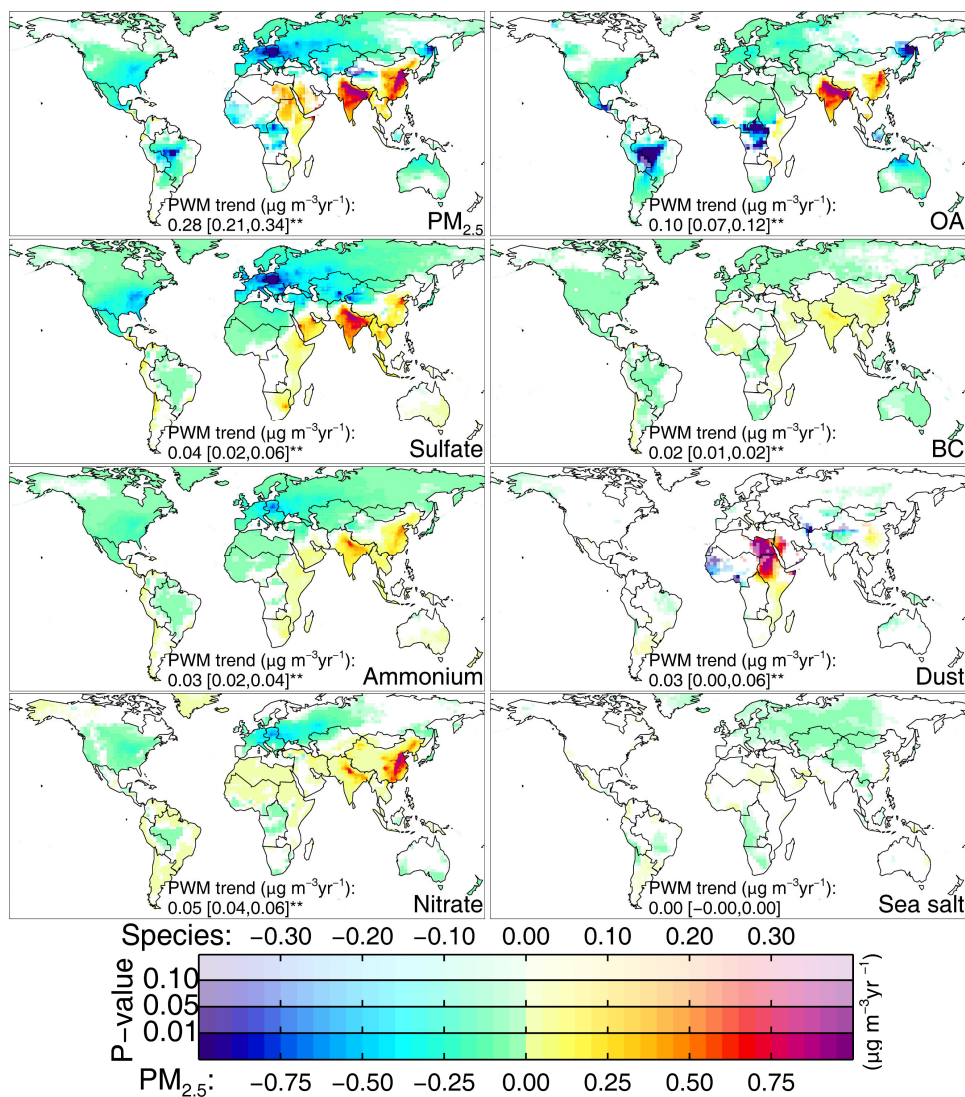 PWM trend (µg m⁻³yr⁻¹):
0.28 [0.21,0.34]**
PM₂.₅
PWM trend (µg m⁻³yr⁻¹):
0.10 [0.07,0.12]**
OA
PWM trend (µg m⁻³yr⁻¹):
0.04 [0.02,0.06]**
Sulfate
PWM trend (µg m⁻³yr⁻¹):
0.02 [0.01,0.02]**
BC
PWM trend (µg m⁻³yr⁻¹):
0.03 [0.02,0.04]**
Ammonium
PWM trend (µg m⁻³yr⁻¹):
0.03 [0.00,0.06]**
Dust
PWM trend (µg m⁻³yr⁻¹):
0.05 [0.04,0.06]**
Nitrate
PWM trend (µg m⁻³yr⁻¹):
0.00 [−0.00,0.00]
Sea salt
Species: −0.30 −0.20 −0.10 0.00 0.10 0.20 0.30
P−value
0.10
0.05
0.01
(µg m⁻³yr⁻¹)
PM₂.₅: −0.75 −0.50 −0.25 0.00 0.25 0.50 0.75